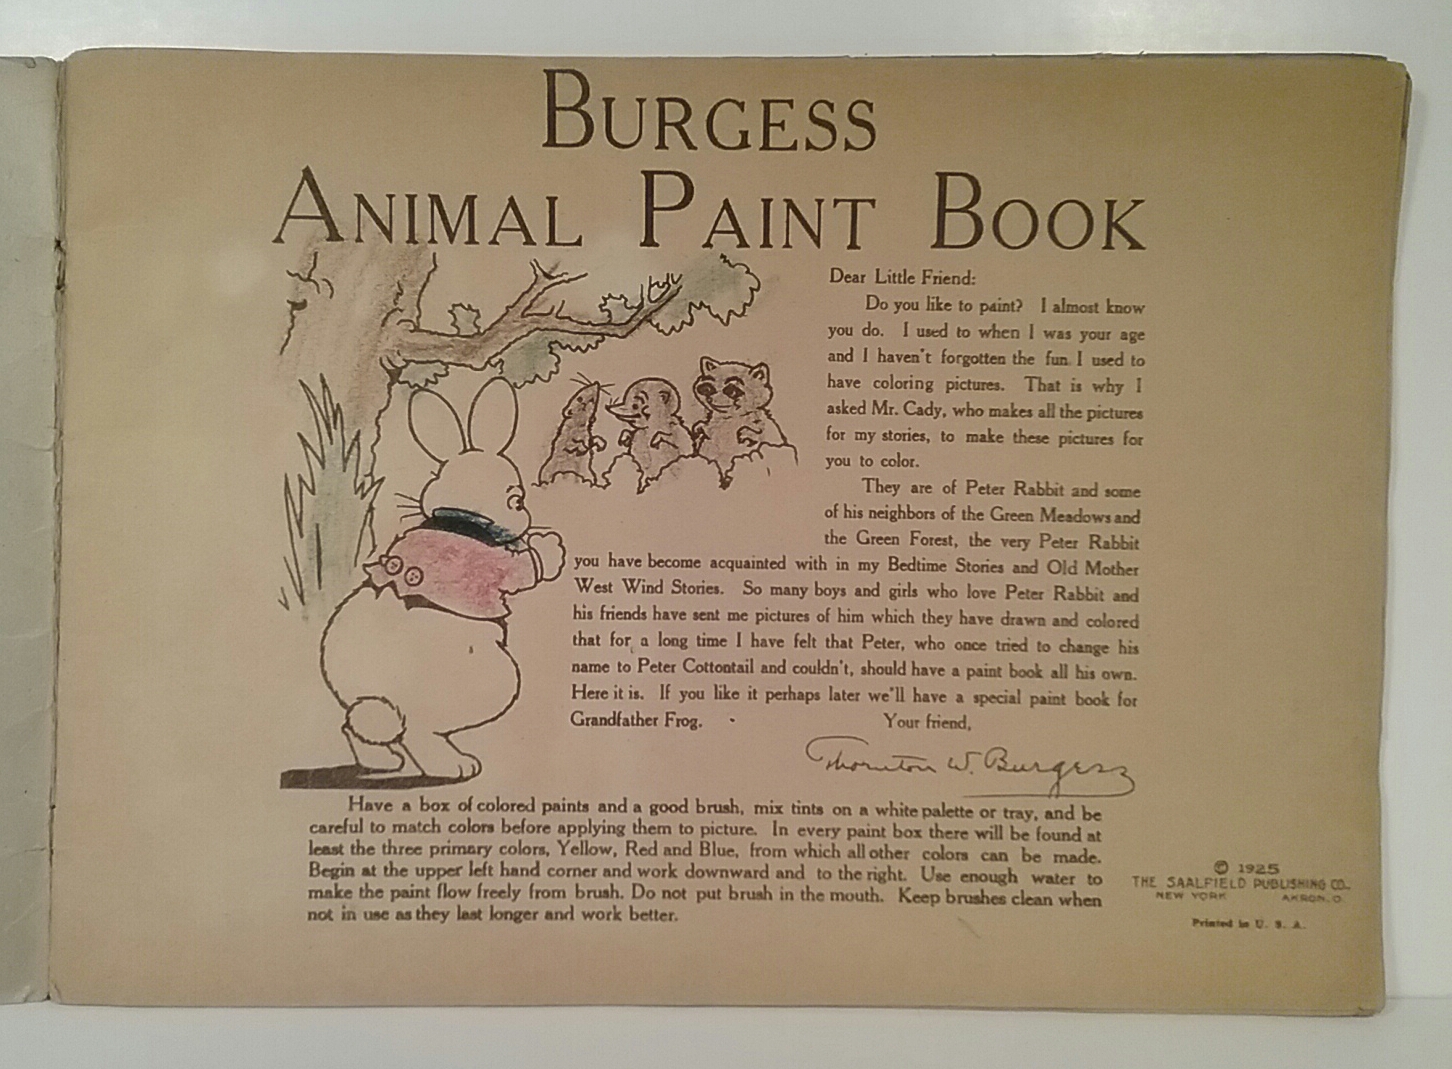 BURGESS
ANIMAL PAINT BOOK
Dear Little Friend:
Do you like to paint? I almost know
you do. I used to when I was your age
and I haven't forgotten the fun I used to
have coloring pictures. That is why I
asked Mr. Cady, who makes all the pictures
for my stories, to make these pictures for
you to color.
They are of Peter Rabbit and some
of his neighbors of the Green Meadows and
the Green Forest, the very Peter Rabbit
you have become acquainted with in my Bedtime Stories and Old Mother
West Wind Stories. So many boys and girls who love Peter Rabbit and
his friends have sent me pictures of him which they have drawn and colored
that for a long time I have felt that Peter, who once tried to change his
name to Peter Cottontail and couldn't, should have a paint book all his own.
Here it is. If you like it perhaps later we'll have a special paint book for
Grandfather Frog. Your friend,
Thornton W. Burgess
Have a box of colored paints and a good brush, mix tints on a white palette or tray, and be
careful to match colors before applying them to picture. In every paint box there will be found at
least the three primary colors, Yellow, Red and Blue, from which all other colors can be made.
Begin at the upper left hand corner and work downward and to the right. Use enough water to
make the paint flow freely from brush. Do not put brush in the mouth. Keep brushes clean when
not in use as they last longer and work better.
© 1925
THE SAALFIELD PUBLISHING CO.
NEW YORK AKRON, O.
Printed in U. S. A.